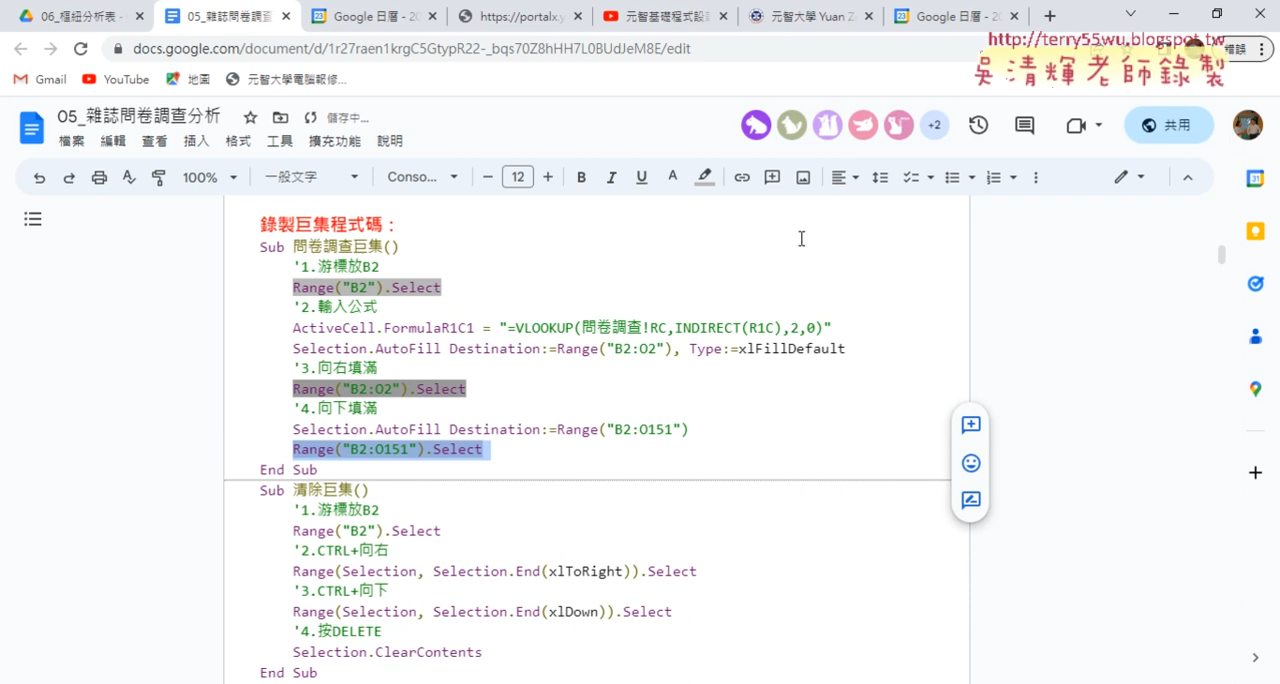 06_樞紐分析表 -
05_雜誌問卷調查
Google 日曆 - 20
https://portalx.y
元智基礎程式設
元智大學 Yuan Z
Google 日曆 - 20
docs.google.com/document/d/1r27raen1krgC5GtypR22-_bqs70Z8hHH7L0BUdJeM8E/edit
http://terry55wu.blogspot.tw
吳清輝老師錄製
Gmail
YouTube
地圖
元智大學電腦報修...
05_雜誌問卷調查分析
儲存中...
檔案 編輯 查看 插入 格式 工具 擴充功能 說明
+2
共用
100%
一般文字
Conso...
12
B I U A
錄製巨集程式碼：
Sub 問卷調查巨集()
'1.游標放B2
Range("B2").Select
'2.輸入公式
ActiveCell.FormulaR1C1 = "=VLOOKUP(問卷調查!RC,INDIRECT(R1C),2,0)"
Selection.AutoFill Destination:=Range("B2:O2"), Type:=xlFillDefault
'3.向右填滿
Range("B2:O2").Select
'4.向下填滿
Selection.AutoFill Destination:=Range("B2:O151")
Range("B2:O151").Select
End Sub
Sub 清除巨集()
'1.游標放B2
Range("B2").Select
'2.CTRL+向右
Range(Selection, Selection.End(xlToRight)).Select
'3.CTRL+向下
Range(Selection, Selection.End(xlDown)).Select
'4.按DELETE
Selection.ClearContents
End Sub